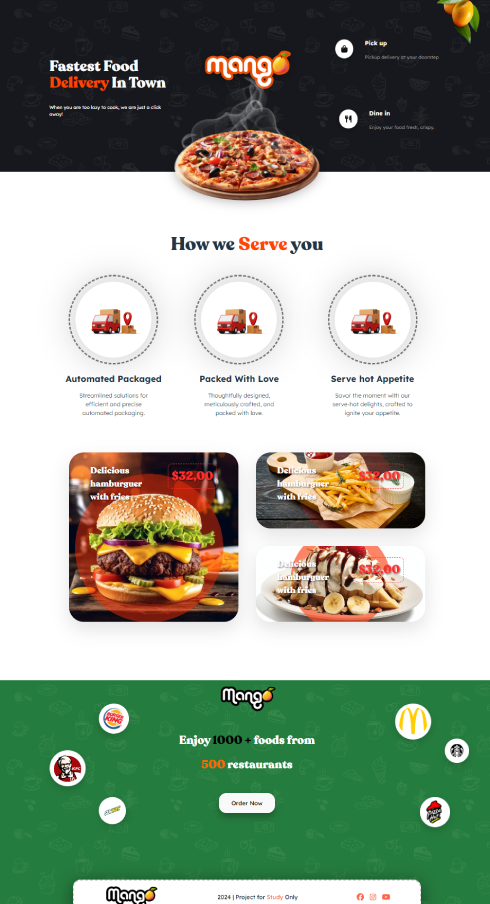 Fastest Food
Delivery In Town
When you are too lazy to cook, we are just a click
away!
mango
Pick up
Pickup delivery at your doorstep
Dine in
Enjoy your food fresh, crispy.
How we Serve you
Automated Packaged
Streamlined solutions for
efficient and precise
automated packaging.
Packed With Love
Thoughtfully designed,
meticulously crafted, and
packed with love.
Serve hot Appetite
Savor the moment with our
serve-hot delights, crafted to
ignite your appetite.
Delicious
hamburguer
with fries
$32,00
Delicious
hamburguer
with fries
$32,00
Delicious
hamburguer
with fries
$32,00
Mango
BURGER
KING
KFC
Enjoy 1000 + foods from
500 restaurants
Order Now
Mango
2024 | Project for Study Only